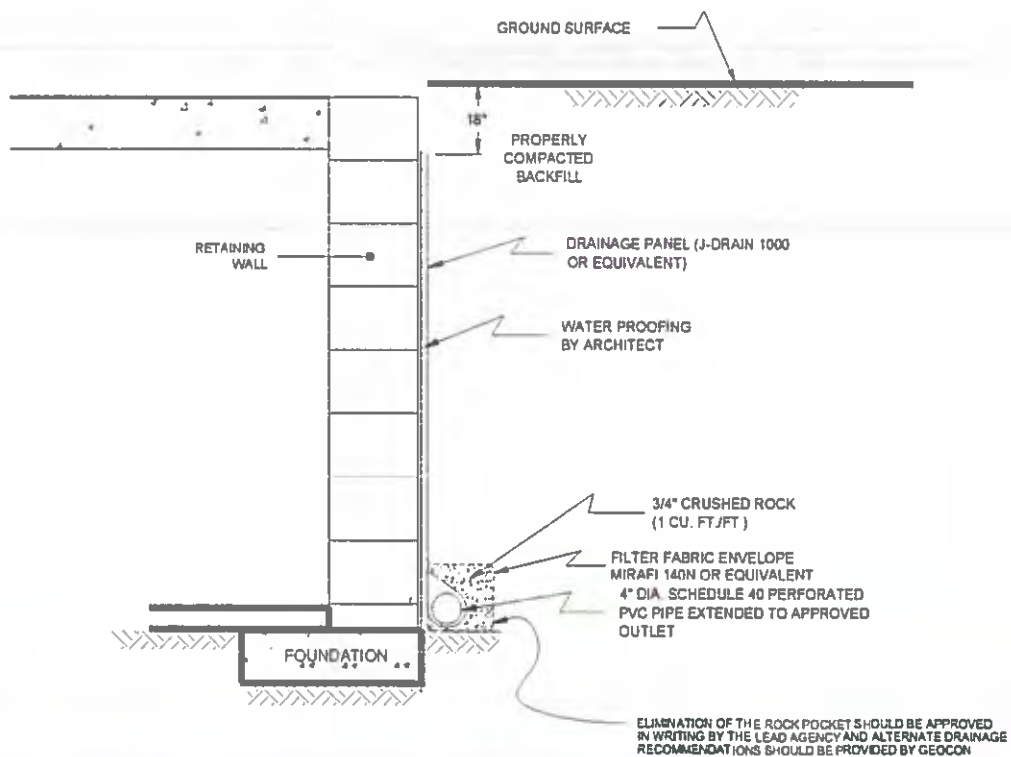 GROUND SURFACE
18"
PROPERLY
COMPACTED
BACKFILL
RETAINING
WALL
DRAINAGE PANEL (J-DRAIN 1000
OR EQUIVALENT)
WATER PROOFING
BY ARCHITECT
3/4" CRUSHED ROCK
(1 CU. FT./FT )
FILTER FABRIC ENVELOPE
MIRAFI 140N OR EQUIVALENT
4" DIA. SCHEDULE 40 PERFORATED
PVC PIPE EXTENDED TO APPROVED
OUTLET
FOUNDATION
ELIMINATION OF THE ROCK POCKET SHOULD BE APPROVED
IN WRITING BY THE LEAD AGENCY AND ALTERNATE DRAINAGE
RECOMMENDATIONS SHOULD BE PROVIDED BY GEOCON